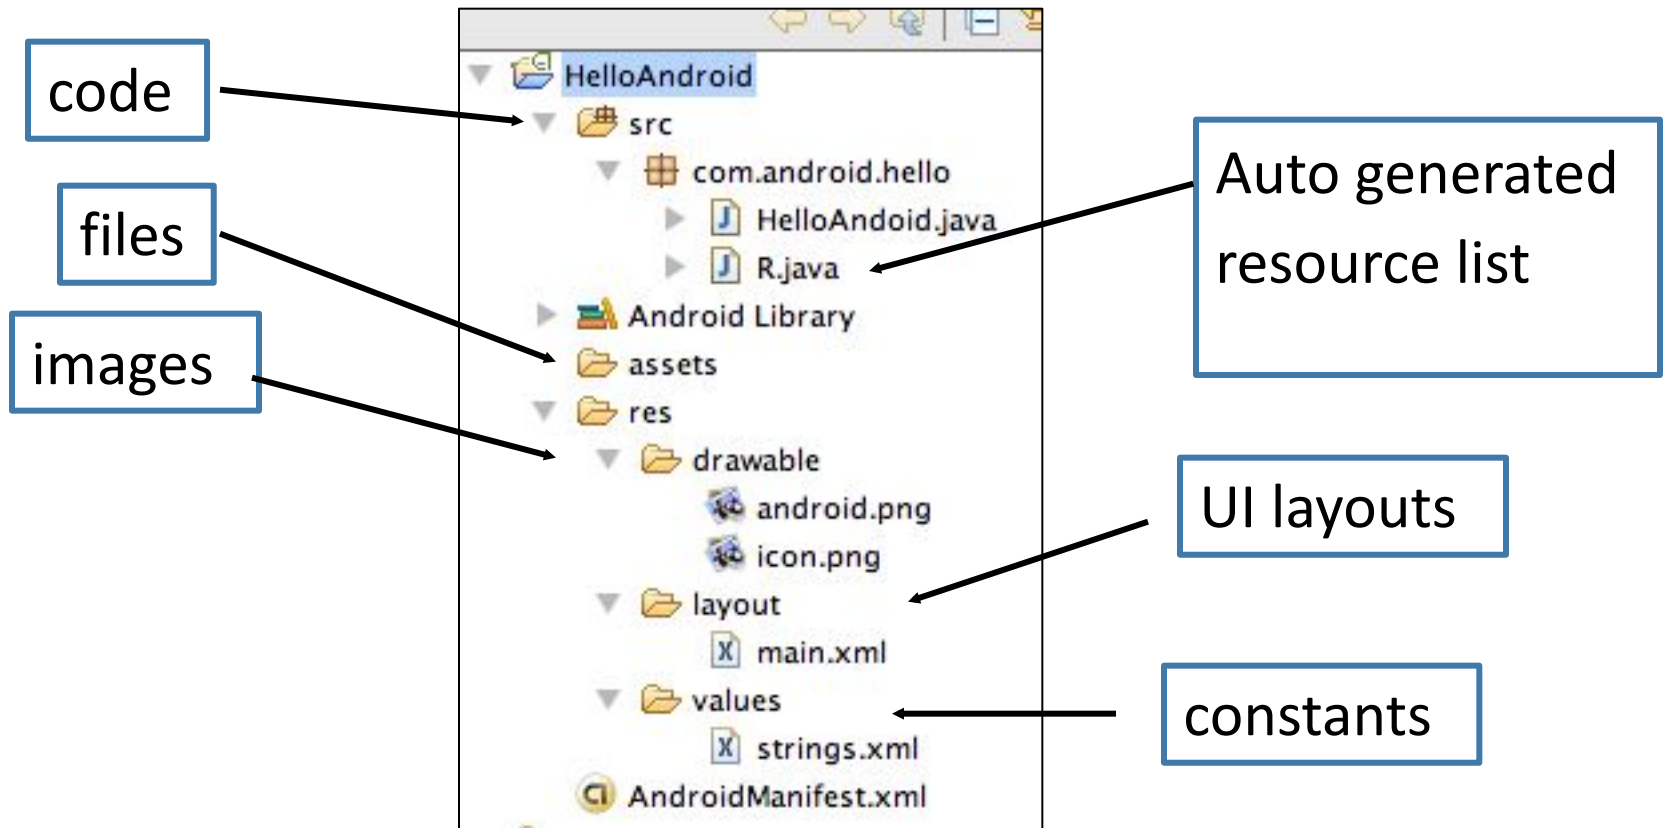 code
files
images
HelloAndroid
src
com.android.hello
HelloAndoid.java
R.java
Android Library
assets
res
drawable
android.png
icon.png
layout
main.xml
values
strings.xml
AndroidManifest.xml
Auto generated
resource list
UI layouts
constants